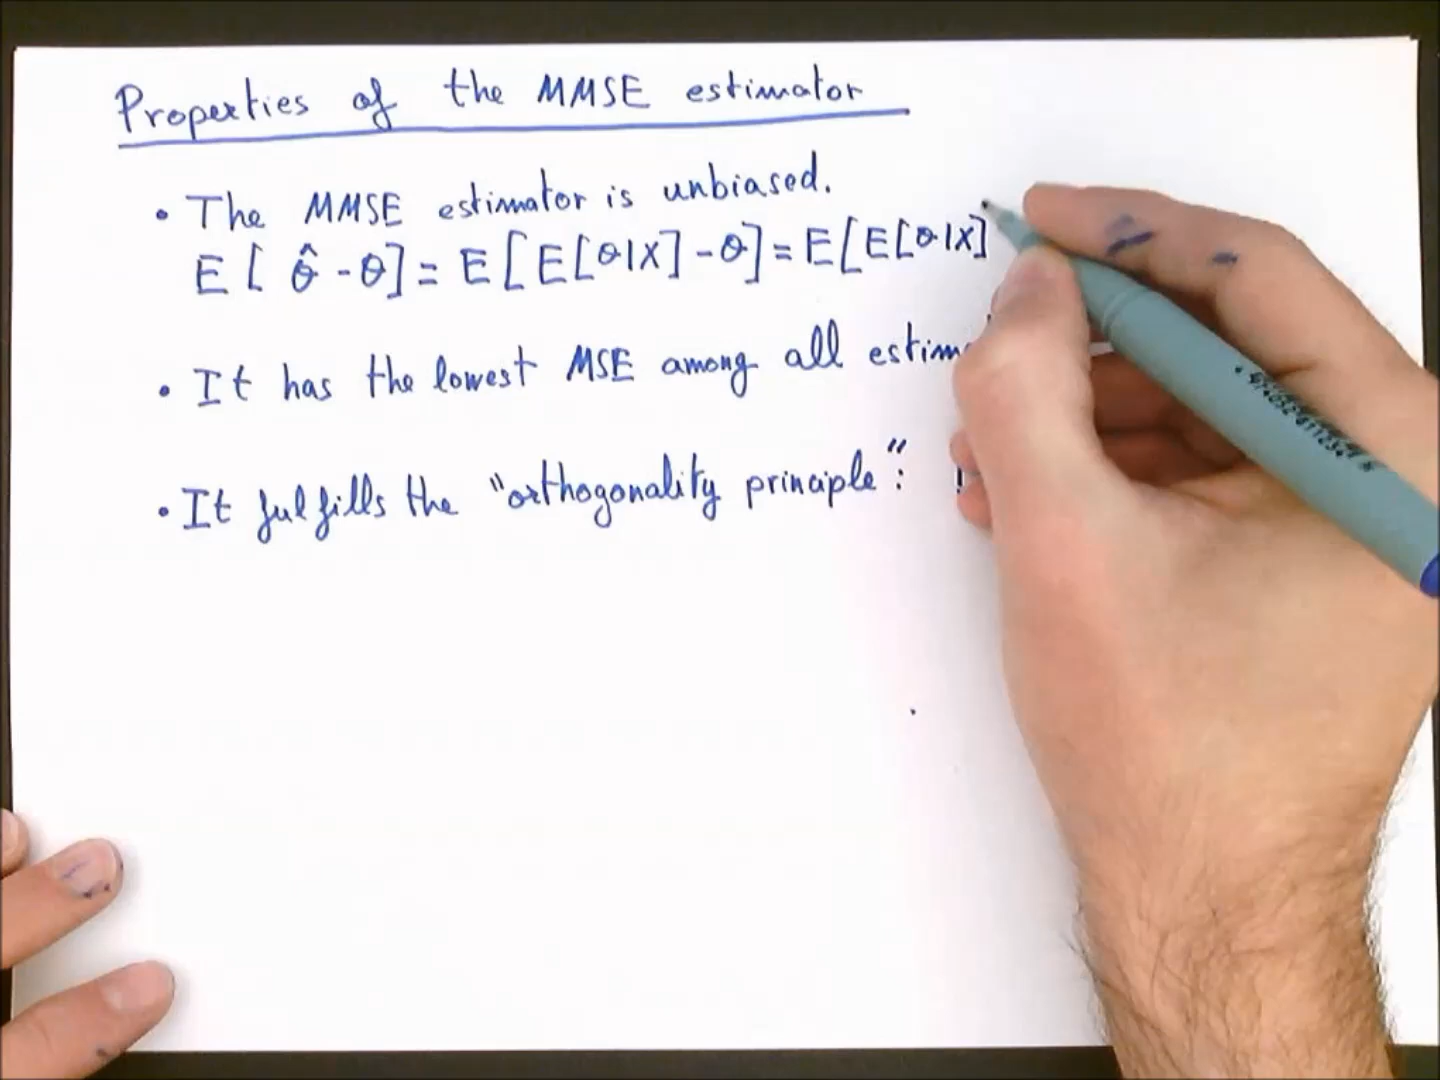 Properties of the MMSE estimator
• The MMSE estimator is unbiased.
E[ θ̂ - θ] = E[E[θ|X] - θ] = E[E[θ|X]
• It has the lowest MSE among all estim
• It fulfills the "orthogonality principle":